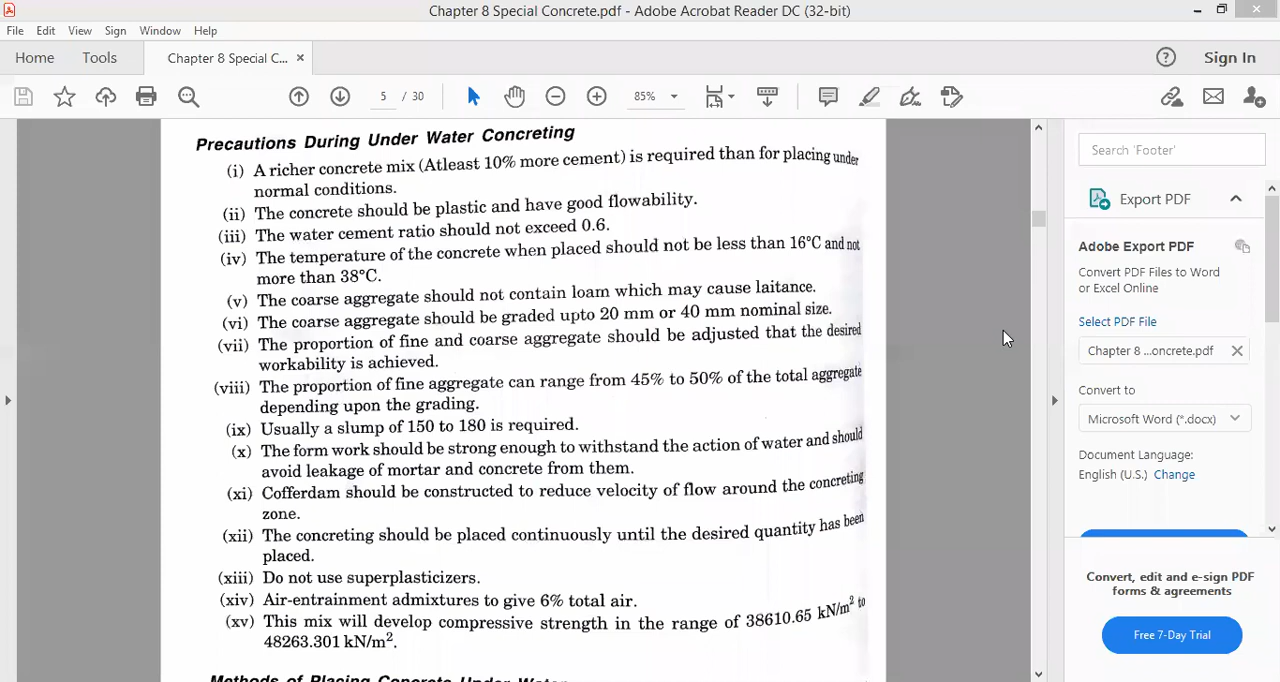 Chapter 8 Special Concrete.pdf - Adobe Acrobat Reader DC (32-bit)
File Edit View Sign Window Help
Home Tools Chapter 8 Special C... × Sign In
5 / 30 85%
Precautions During Under Water Concreting
(i) A richer concrete mix (Atleast 10% more cement) is required than for placing under
normal conditions.
(ii) The concrete should be plastic and have good flowability.
(iii) The water cement ratio should not exceed 0.6.
(iv) The temperature of the concrete when placed should not be less than 16°C and not
more than 38°C.
(v) The coarse aggregate should not contain loam which may cause laitance.
(vi) The coarse aggregate should be graded upto 20 mm or 40 mm nominal size.
(vii) The proportion of fine and coarse aggregate should be adjusted that the desired
workability is achieved.
(viii) The proportion of fine aggregate can range from 45% to 50% of the total aggregate
depending upon the grading.
(ix) Usually a slump of 150 to 180 is required.
(x) The form work should be strong enough to withstand the action of water and should
avoid leakage of mortar and concrete from them.
(xi) Cofferdam should be constructed to reduce velocity of flow around the concreting
zone.
(xii) The concreting should be placed continuously until the desired quantity has been
placed.
(xiii) Do not use superplasticizers.
(xiv) Air-entrainment admixtures to give 6% total air.
(xv) This mix will develop compressive strength in the range of 38610.65 kN/m² to
48263.301 kN/m².
Methods of Placing Concrete Under Water
Search 'Footer'
Export PDF
Adobe Export PDF
Convert PDF Files to Word
or Excel Online
Select PDF File
Chapter 8 ...oncrete.pdf
Convert to
Microsoft Word (*.docx)
Document Language:
English (U.S.) Change
Convert, edit and e-sign PDF
forms & agreements
Free 7-Day Trial